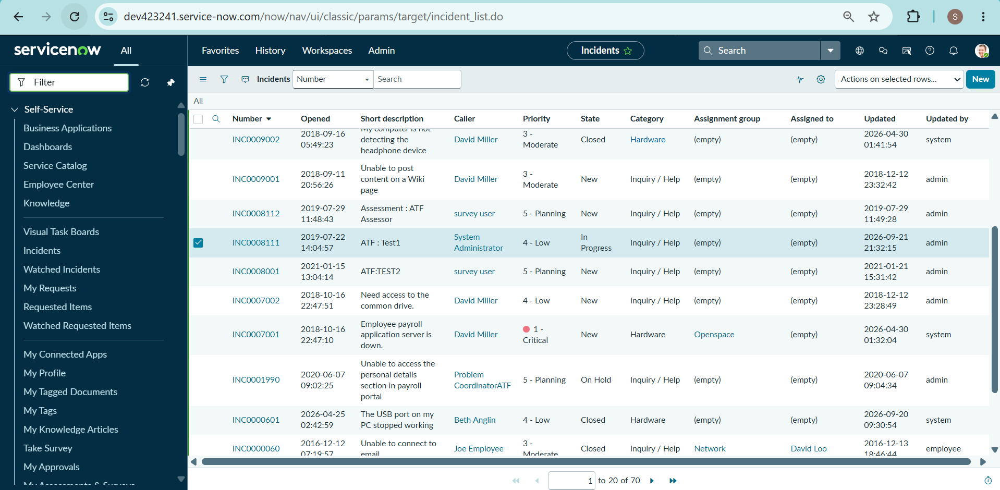 dev423241.service-now.com/now/nav/ui/classic/params/target/incident_list.do
S
servicenow
All
Favorites
History
Workspaces
Admin
Incidents
Search
Filter
Self-Service
Business Applications
Dashboards
Service Catalog
Employee Center
Knowledge
Visual Task Boards
Incidents
Watched Incidents
My Requests
Requested Items
Watched Requested Items
My Connected Apps
My Profile
My Tagged Documents
My Tags
My Knowledge Articles
Take Survey
My Approvals
My Assessments & Surveys
Incidents Number Search Actions on selected rows... New
All
Number Opened Short description Caller Priority State Category Assignment group Assigned to Updated Updated by
INC0009002 2018-09-16 05:49:23 My computer is not detecting the headphone device David Miller 3 - Moderate Closed Hardware (empty) (empty) 2026-04-30 01:41:54 system
INC0009001 2018-09-11 20:56:26 Unable to post content on a Wiki page David Miller 3 - Moderate New Inquiry / Help (empty) (empty) 2018-12-12 23:32:42 admin
INC0008112 2019-07-29 11:48:43 Assessment : ATF Assessor survey user 5 - Planning New Inquiry / Help (empty) (empty) 2019-07-29 11:49:28 admin
INC0008111 2019-07-22 14:04:57 ATF : Test1 System Administrator 4 - Low In Progress Inquiry / Help (empty) (empty) 2026-09-21 21:32:15 admin
INC0008001 2021-01-15 13:04:14 ATF:TEST2 survey user 5 - Planning New Inquiry / Help (empty) (empty) 2021-01-21 15:31:42 admin
INC0007002 2018-10-16 22:47:51 Need access to the common drive. David Miller 4 - Low New Inquiry / Help (empty) (empty) 2018-12-12 23:28:49 admin
INC0007001 2018-10-16 22:47:10 Employee payroll application server is down. David Miller 1 - Critical New Hardware Openspace (empty) 2026-04-30 01:32:04 system
INC0001990 2020-06-07 09:02:25 Unable to access the personal details section in payroll portal Problem CoordinatorATF 5 - Planning On Hold Inquiry / Help (empty) (empty) 2020-06-07 09:04:34 admin
INC0000601 2026-04-25 02:42:59 The USB port on my PC stopped working Beth Anglin 4 - Low Closed Hardware (empty) (empty) 2026-09-20 09:30:54 system
INC0000060 2016-12-12 07:19:57 Unable to connect to email Joe Employee 3 - Moderate Closed Inquiry / Help Network David Loo 2016-12-13 18:46:44 employee
1 to 20 of 70